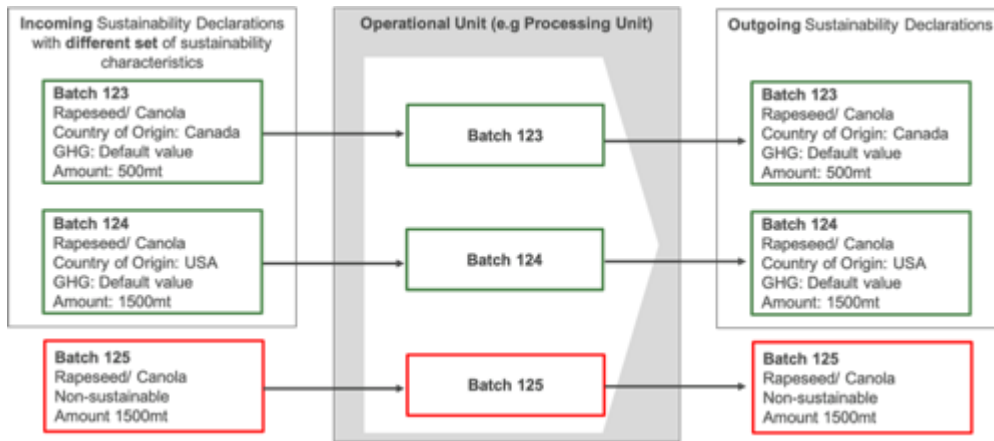 Incoming Sustainability Declarations
with different set of sustainability
characteristics
Batch 123
Rapeseed/ Canola
Country of Origin: Canada
GHG: Default value
Amount: 500mt
Batch 124
Rapeseed/ Canola
Country of Origin: USA
GHG: Default value
Amount: 1500mt
Batch 125
Rapeseed/ Canola
Non-sustainable
Amount 1500mt
Operational Unit (e.g Processing Unit)
Batch 123
Batch 124
Batch 125
Outgoing Sustainability Declarations
Batch 123
Rapeseed/ Canola
Country of Origin: Canada
GHG: Default value
Amount: 500mt
Batch 124
Rapeseed/ Canola
Country of Origin: USA
GHG: Default value
Amount: 1500mt
Batch 125
Rapeseed/ Canola
Non-sustainable
Amount 1500mt